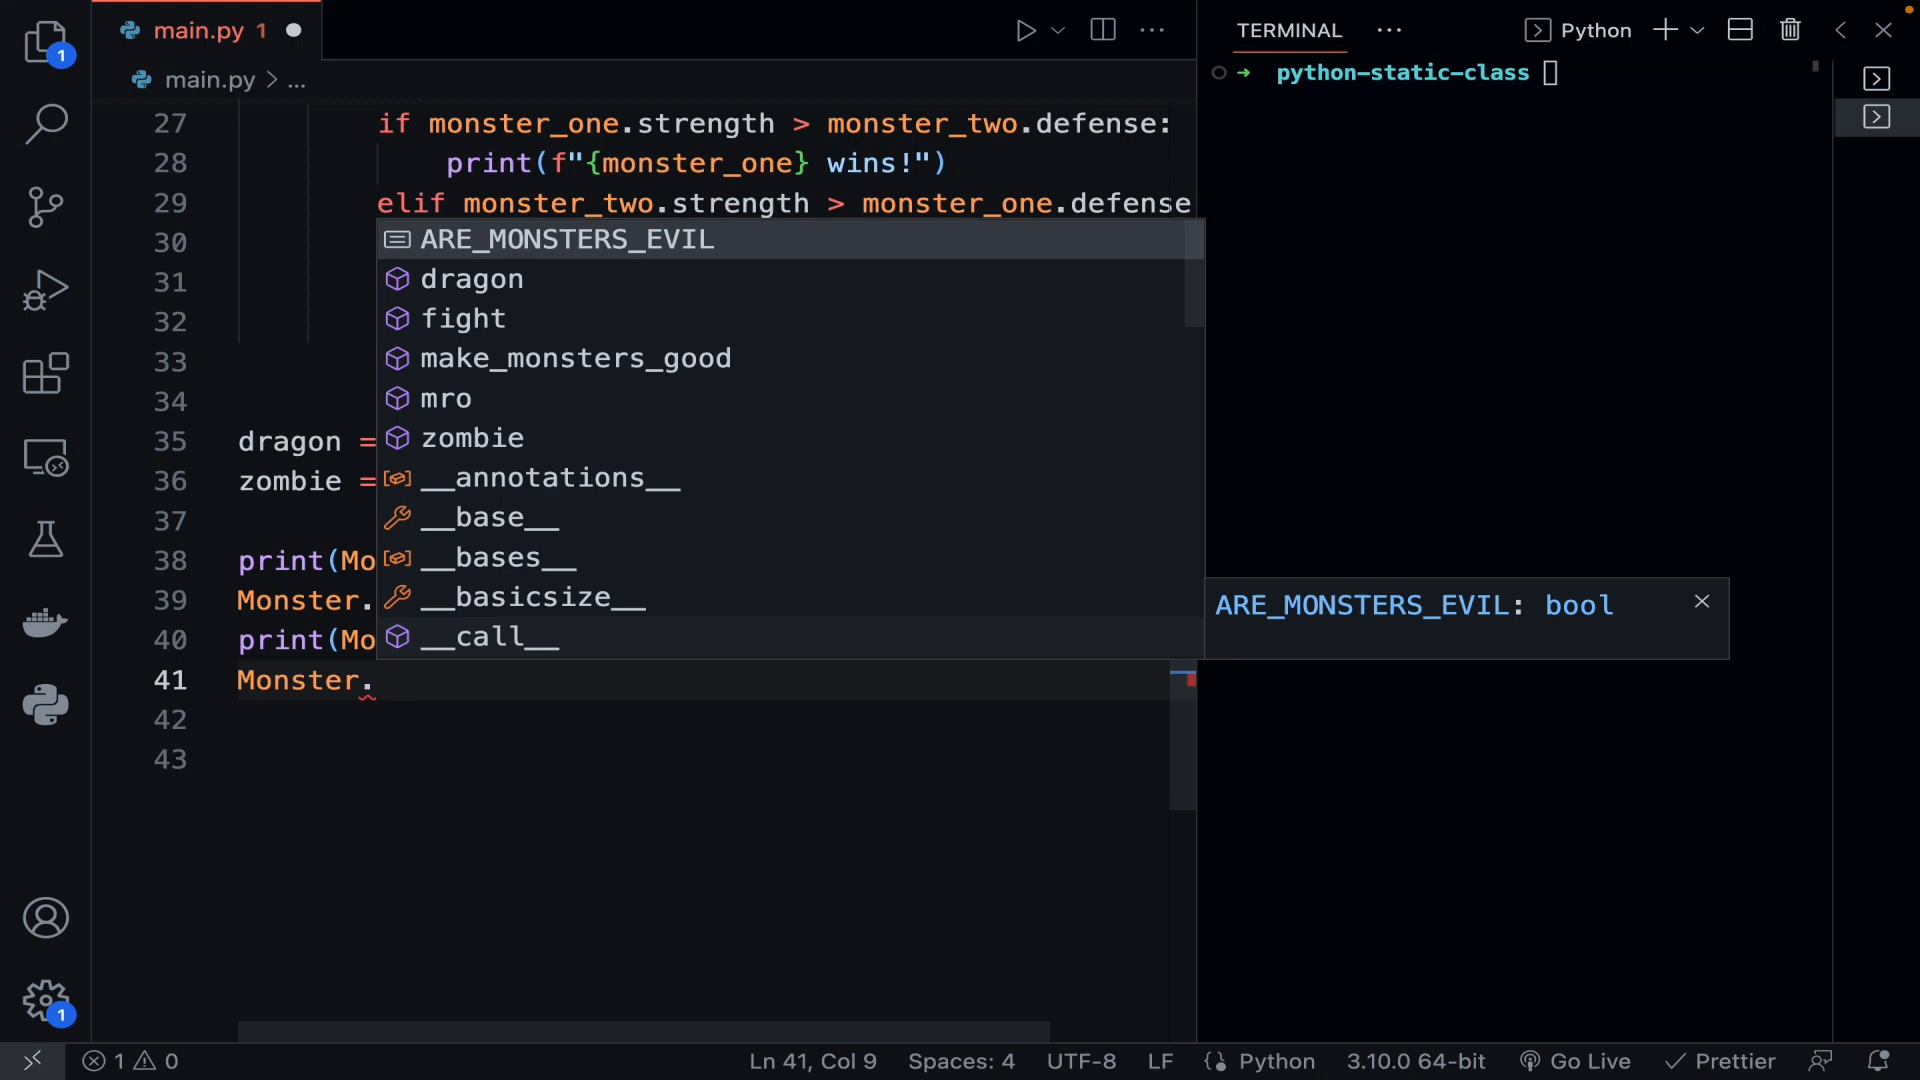 main.py 1
TERMINAL
Python
main.py > ...
python-static-class
27 if monster_one.strength > monster_two.defense:
28 print(f"{monster_one} wins!")
29 elif monster_two.strength > monster_one.defense
30
31
32
33
34
35 dragon =
36 zombie =
37
38 print(Mo
39 Monster.
40 print(Mo
41 Monster.
42
43
ARE_MONSTERS_EVIL
dragon
fight
make_monsters_good
mro
zombie
__annotations__
__base__
__bases__
__basicsize__
__call__
ARE_MONSTERS_EVIL: bool
1
1
1 0
Ln 41, Col 9
Spaces: 4
UTF-8
LF
Python
3.10.0 64-bit
Go Live
Prettier